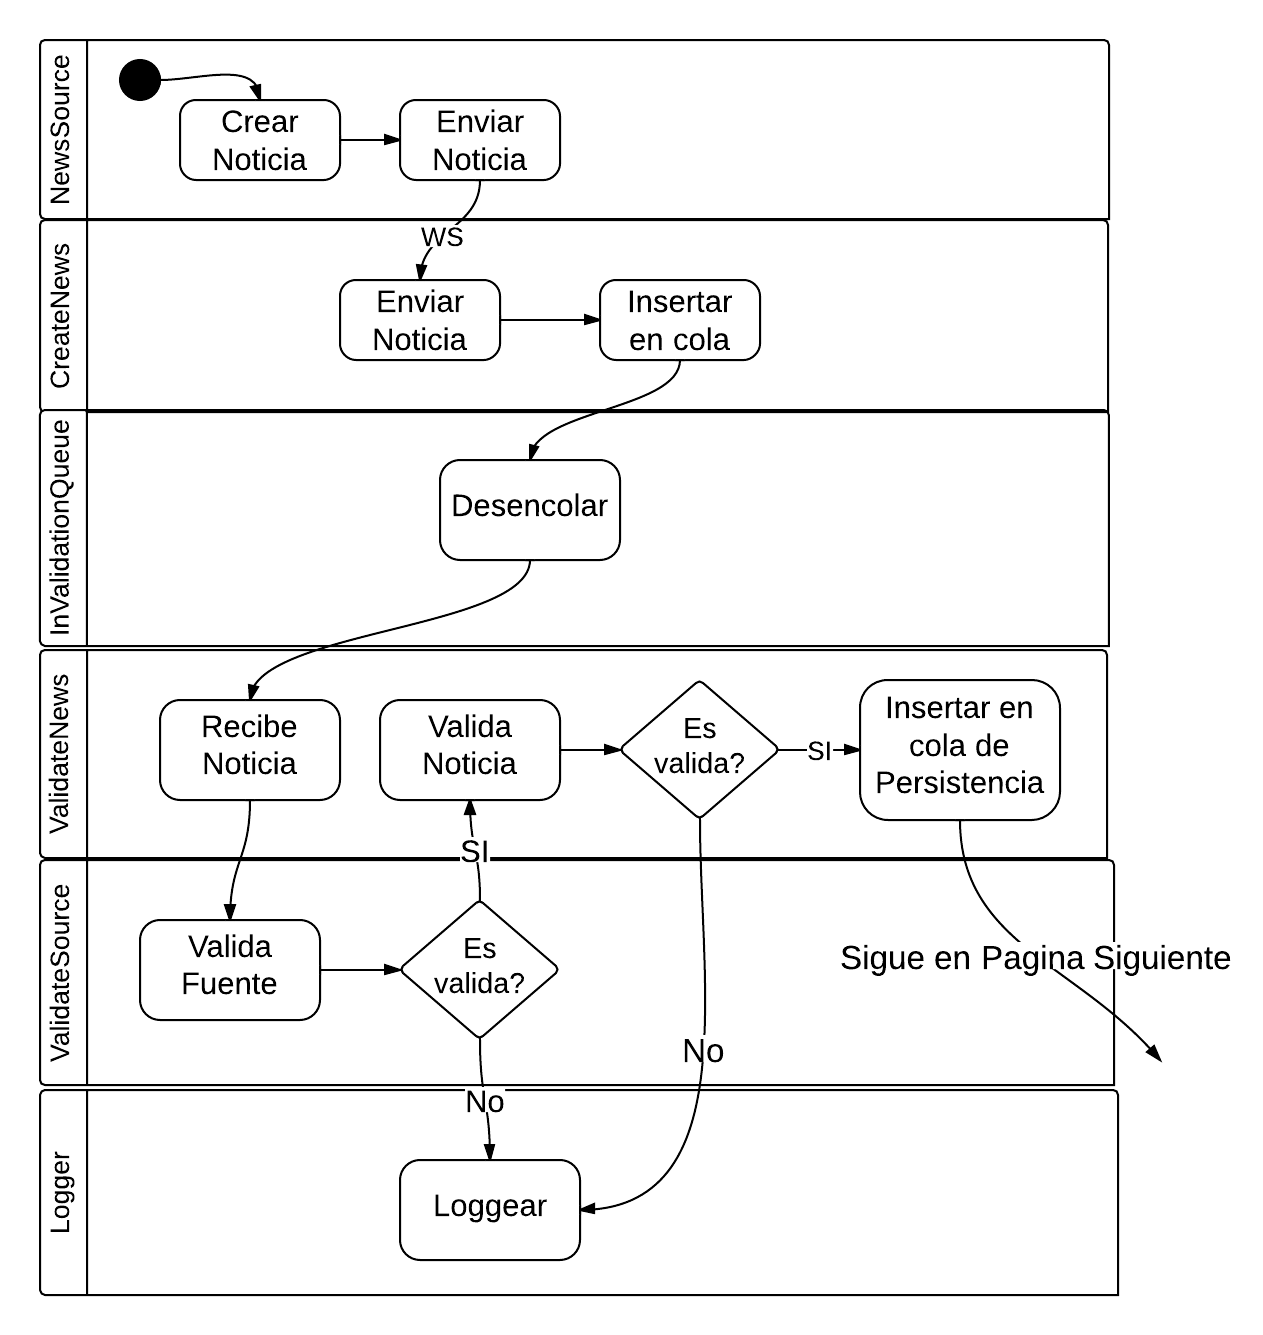 NewsSource
Crear
Noticia
Enviar
Noticia
WS
CreateNews
Enviar
Noticia
Insertar
en cola
InValidationQueue
Desencolar
ValidateNews
Recibe
Noticia
Valida
Noticia
Es
valida?
SI
Insertar en
cola de
Persistencia
SI
ValidateSource
Valida
Fuente
Es
valida?
Sigue en Pagina Siguiente
No
No
Logger
Loggear